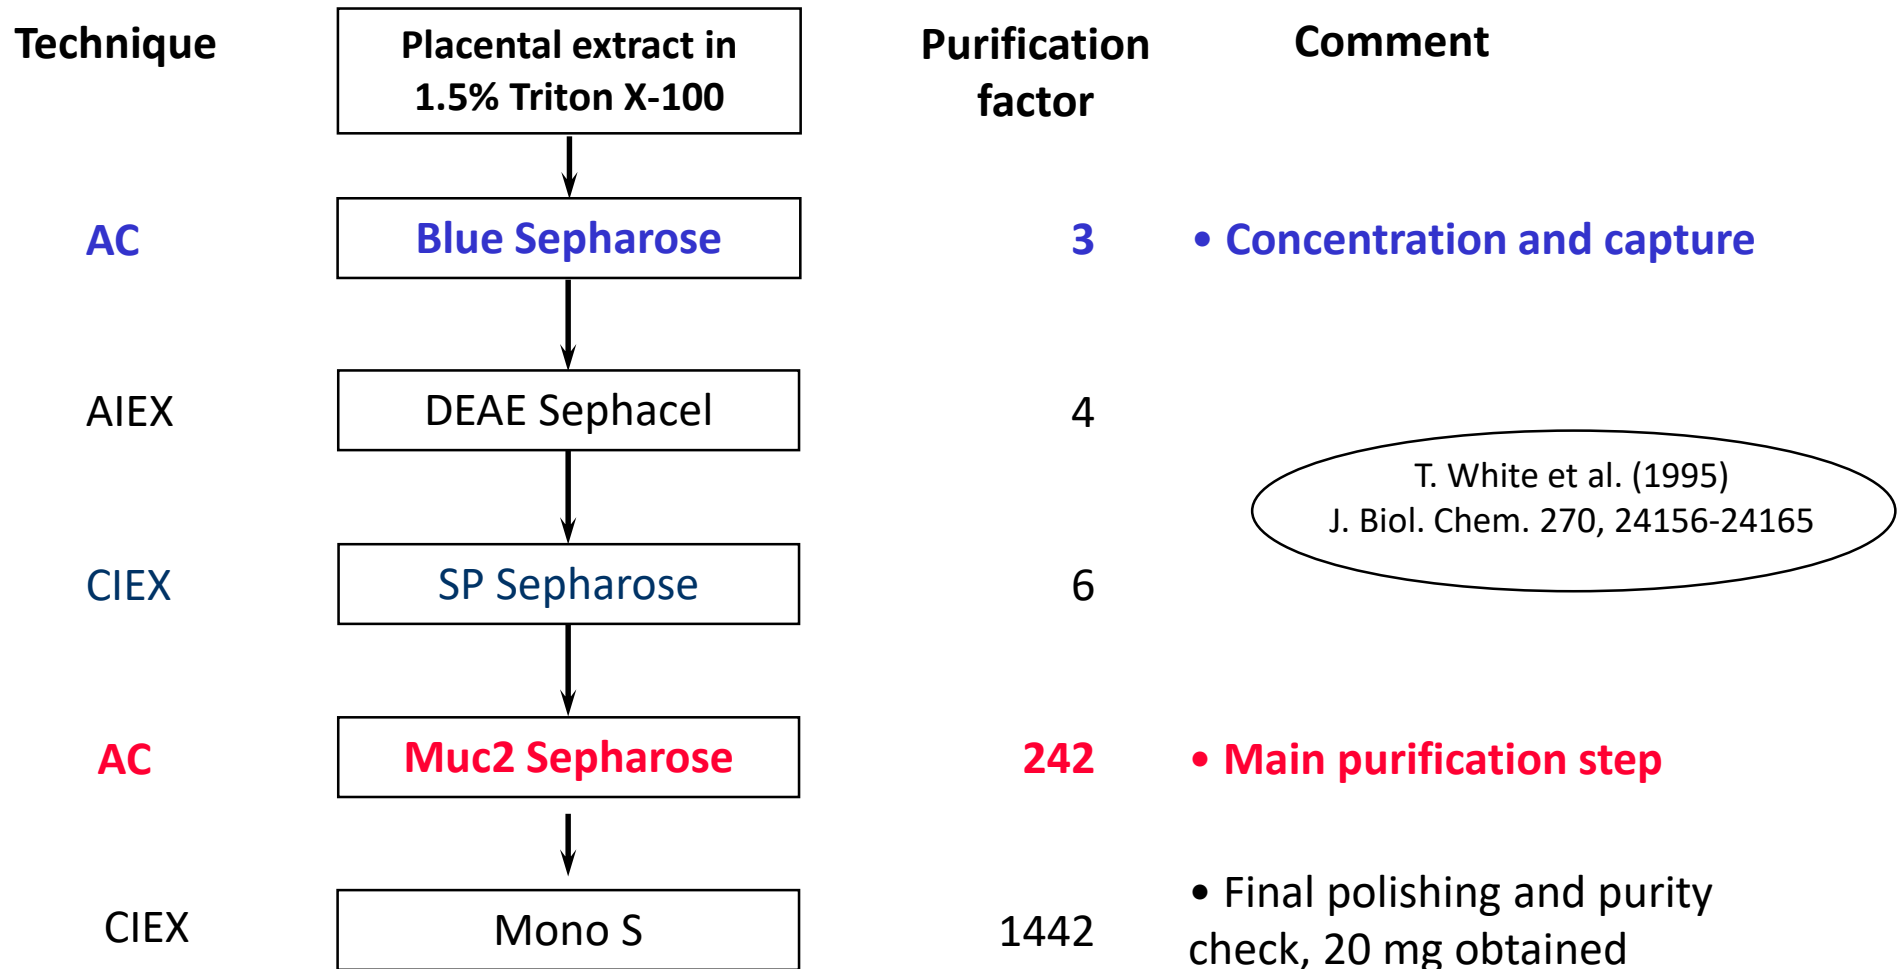 Technique
Placental extract in
1.5% Triton X-100
Purification
factor
Comment
AC
Blue Sepharose
3
• Concentration and capture
AIEX
DEAE Sephacel
4
T. White et al. (1995)
J. Biol. Chem. 270, 24156-24165
CIEX
SP Sepharose
6
AC
Muc2 Sepharose
242
• Main purification step
CIEX
Mono S
1442
• Final polishing and purity
check, 20 mg obtained